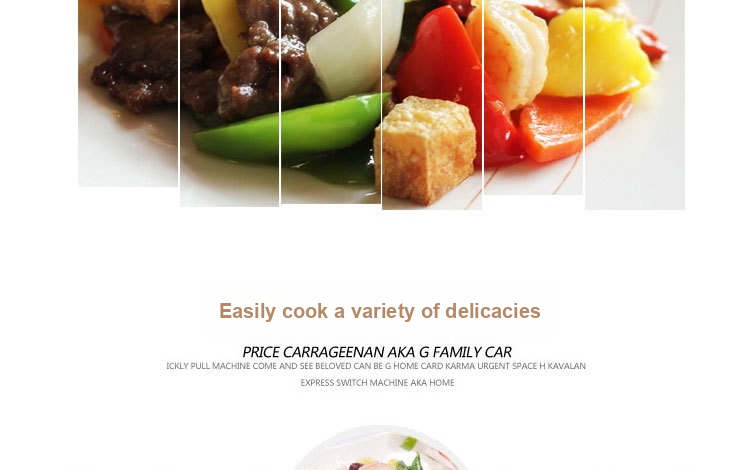 Easily cook a variety of delicacies
PRICE CARRAGEENAN AKA G FAMILY CAR
ICKLY PULL MACHINE COME AND SEE BELOVED CAN BE G HOME CARD KARMA URGENT SPACE H KAVALAN
EXPRESS SWITCH MACHINE AKA HOME